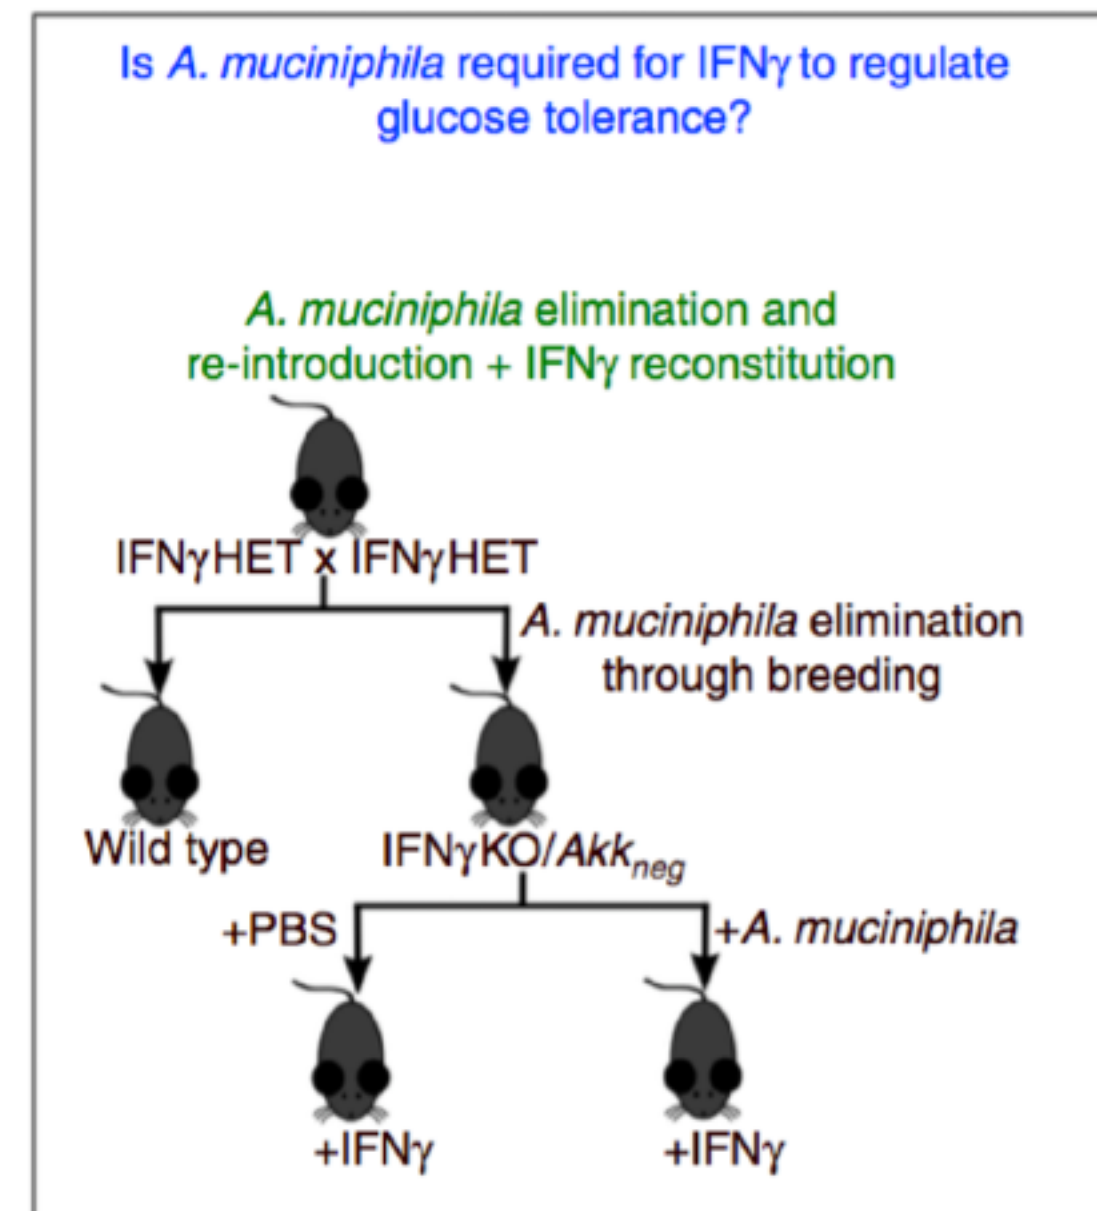 Is A. muciniphila required for IFNγ to regulate
glucose tolerance?
A. muciniphila elimination and
re-introduction + IFNγ reconstitution
IFNγHET x IFNγHET
A. muciniphila elimination
through breeding
Wild type
IFNγKO/Akkneg
+PBS
+A. muciniphila
+IFNγ
+IFNγ